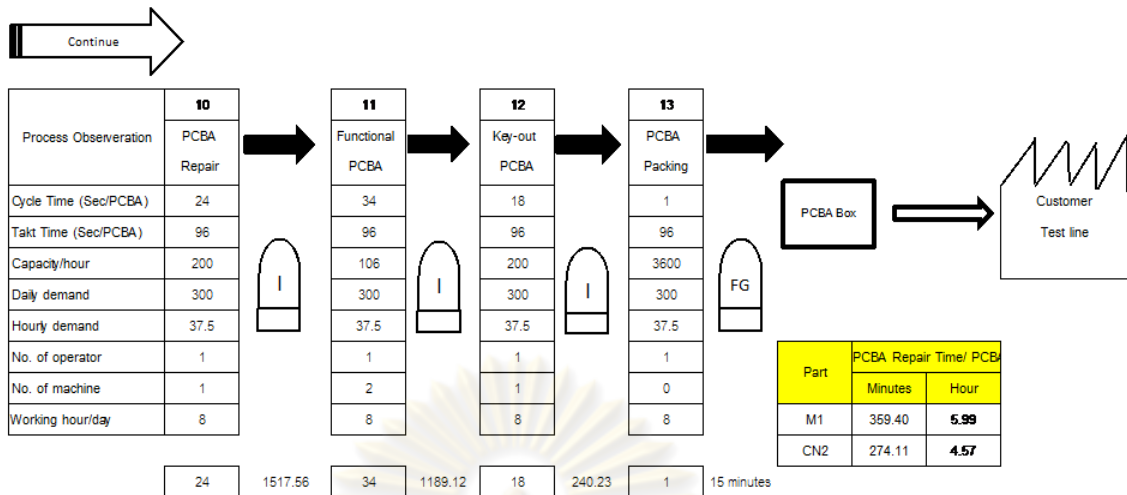 Continue
10 11 12 13
Process Observeration PCBA Repair Functional PCBA Key-out PCBA PCBA Packing
Cycle Time (Sec/PCBA) 24 34 18 1
Takt Time (Sec/PCBA) 96 96 96 96
Capacity/hour 200 106 200 3600
Daily demand 300 300 300 300
Hourly demand 37.5 37.5 37.5 37.5
No. of operator 1 1 1 1
No. of machine 1 2 1 0
Working hour/day 8 8 8 8
I I I FG
PCBA Box
Customer
Test line
Part PCBA Repair Time/ PCBA
Minutes Hour
M1 359.40 5.99
CN2 274.11 4.57
24 1517.56 34 1189.12 18 240.23 1 15 minutes